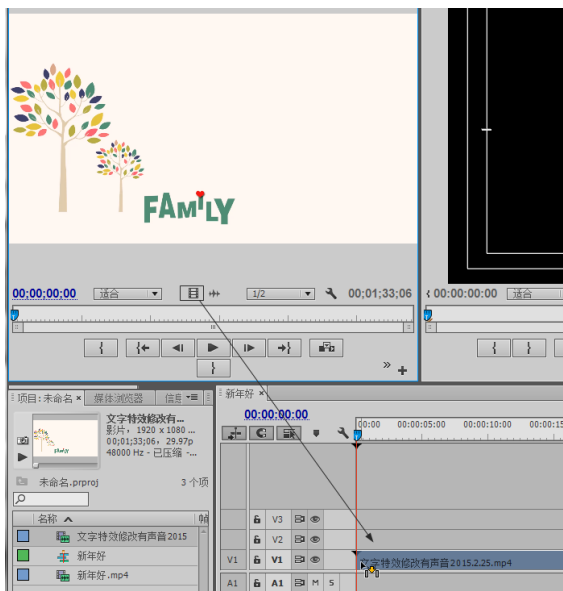 FAMILY
00;00;00;00 适合 1/2 00;01;33;06
00:00:00:00 适合
项目: 未命名 × 媒体浏览器 信息
新年好 ×
文字特效修改有...
影片, 1920 x 1080 ...
00;01;33;06, 29.97p
48000 Hz - 已压缩 -...
00:00:00:00
00:00 00:00:05:00 00:00:10:00 00:00:15
未命名.prproj 3 个项
名称 帧
文字特效修改有声音2015
新年好
新年好.mp4
V3
V2
V1 V1 文字特效修改有声音2015.2.25.mp4
A1 A1 M S